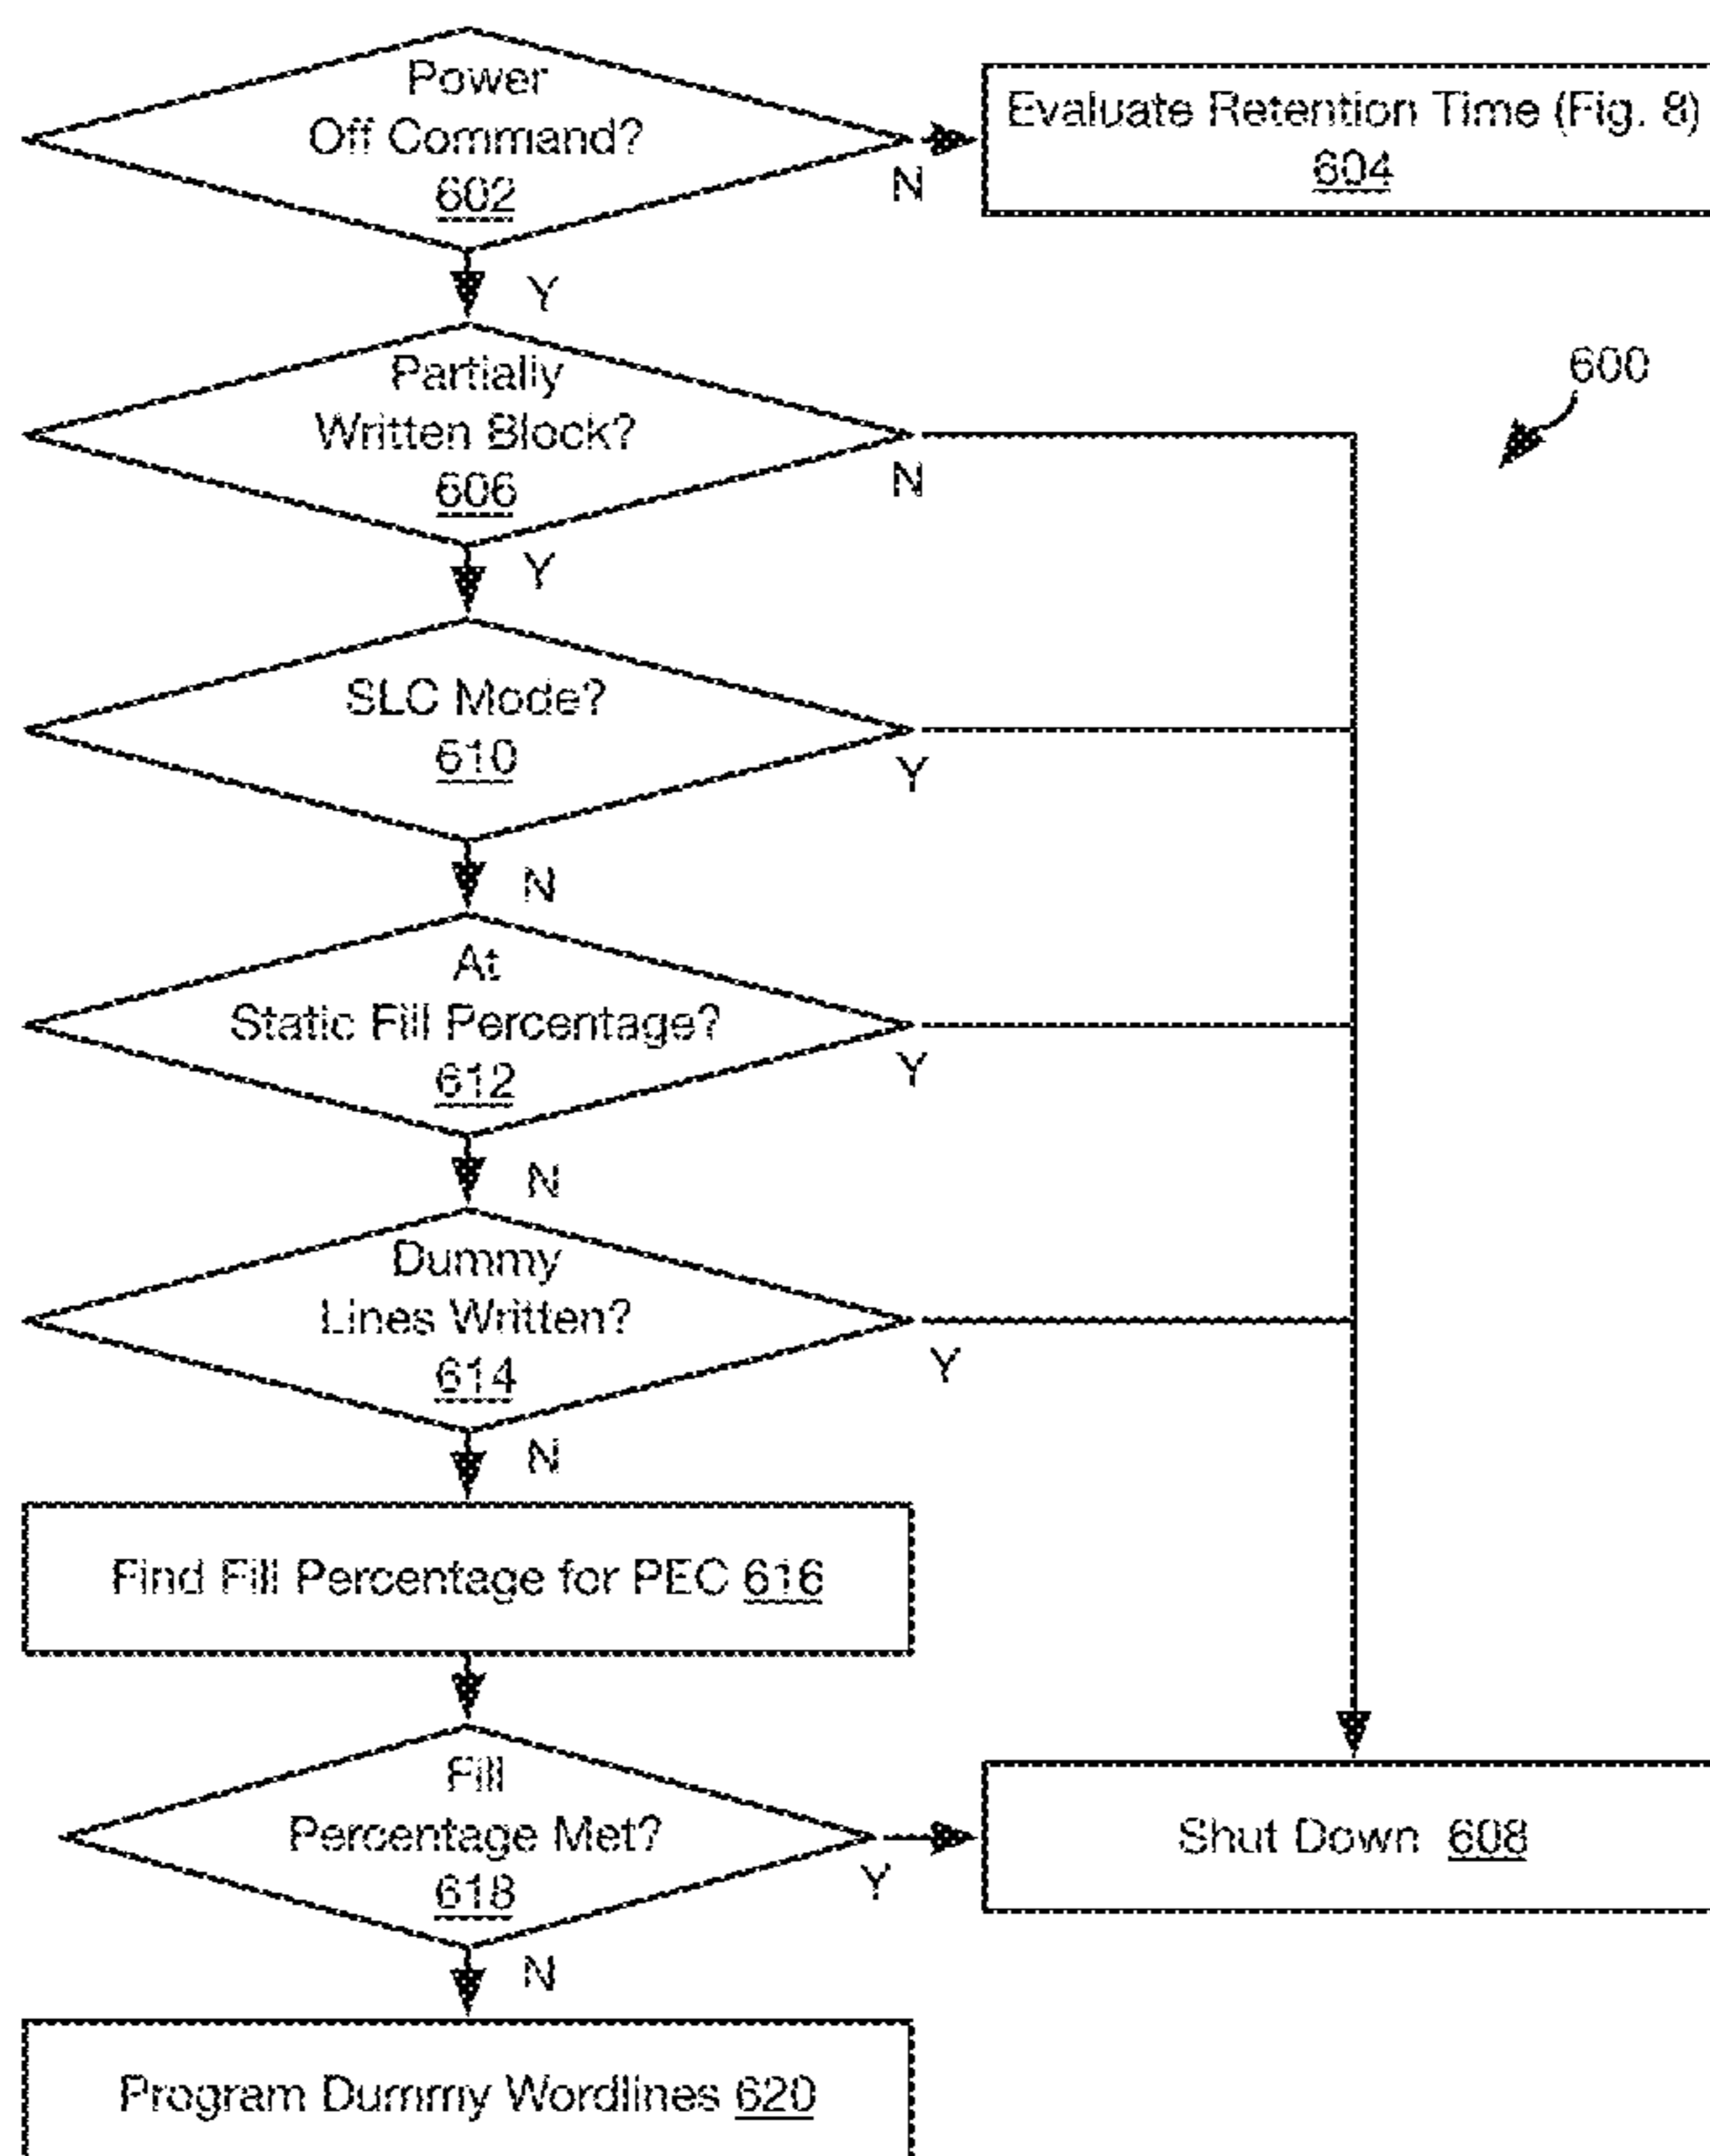 Power
Off Command?
602
N
Evaluate Retention Time (Fig. 8)
604
Y
Partially
Written Block?
606
N
600
Y
SLC Mode?
610
Y
N
At
Static Fill Percentage?
612
Y
N
Dummy
Lines Written?
614
Y
N
Find Fill Percentage for PEC 616
Fill
Percentage Met?
618
Y
Shut Down 608
N
Program Dummy Wordlines 620